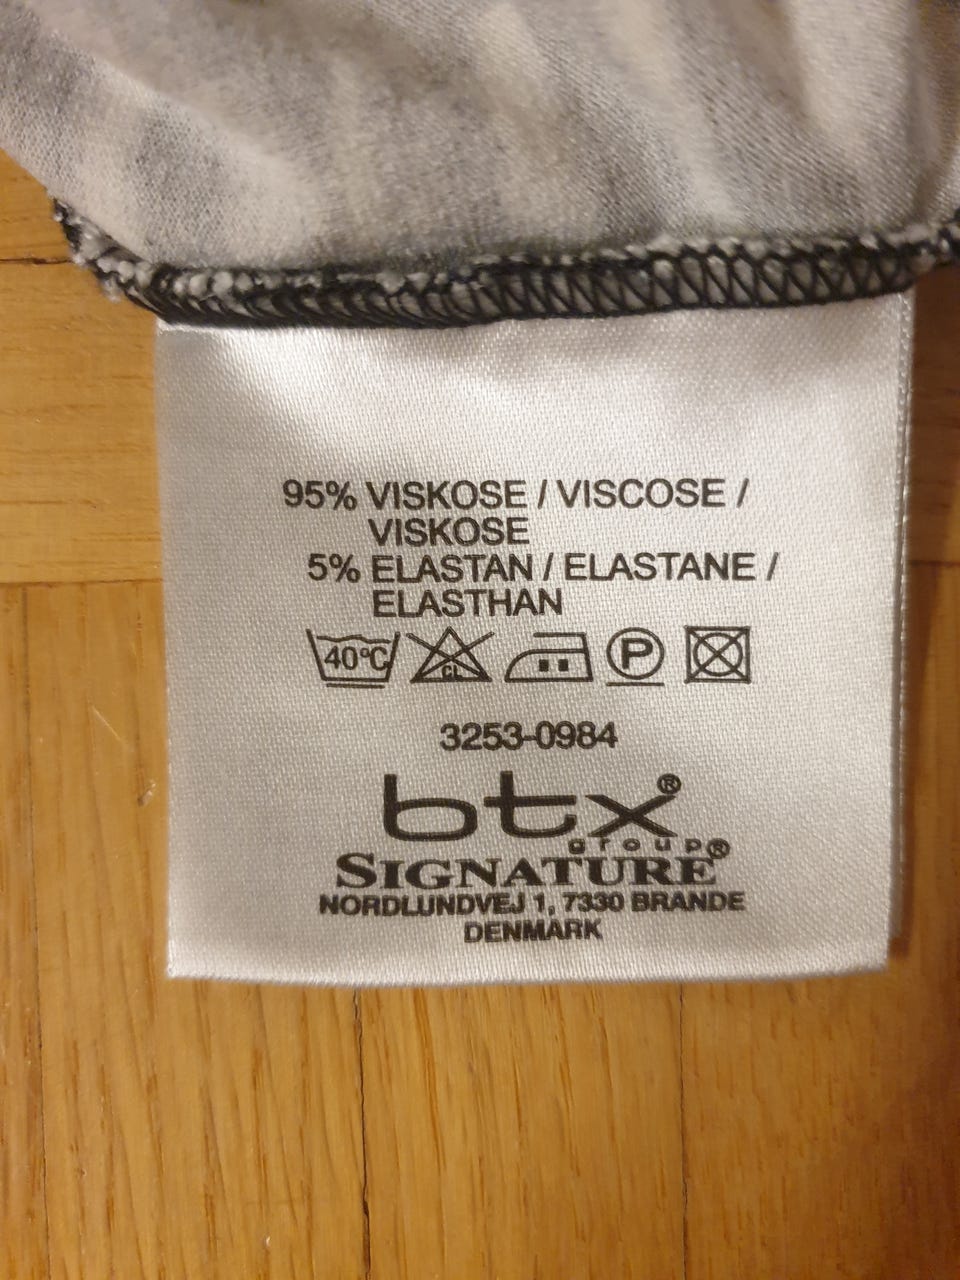 95% VISKOSE / VISCOSE /
VISKOSE
5% ELASTAN / ELASTANE /
ELASTHAN
40°C CL P
3253-0984
btx®
group®
SIGNATURE
NORDLUNDVEJ 1, 7330 BRANDE
DENMARK